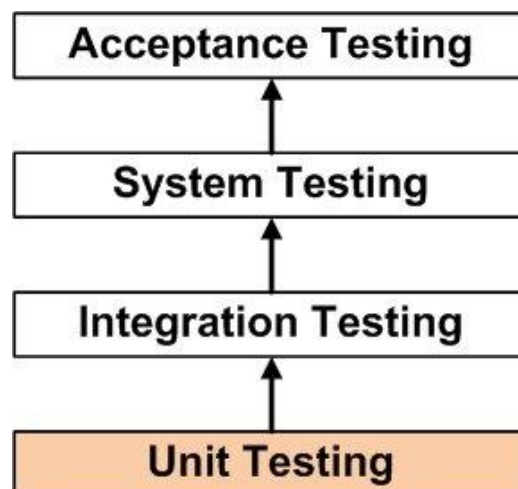 Acceptance Testing
System Testing
Integration Testing
Unit Testing